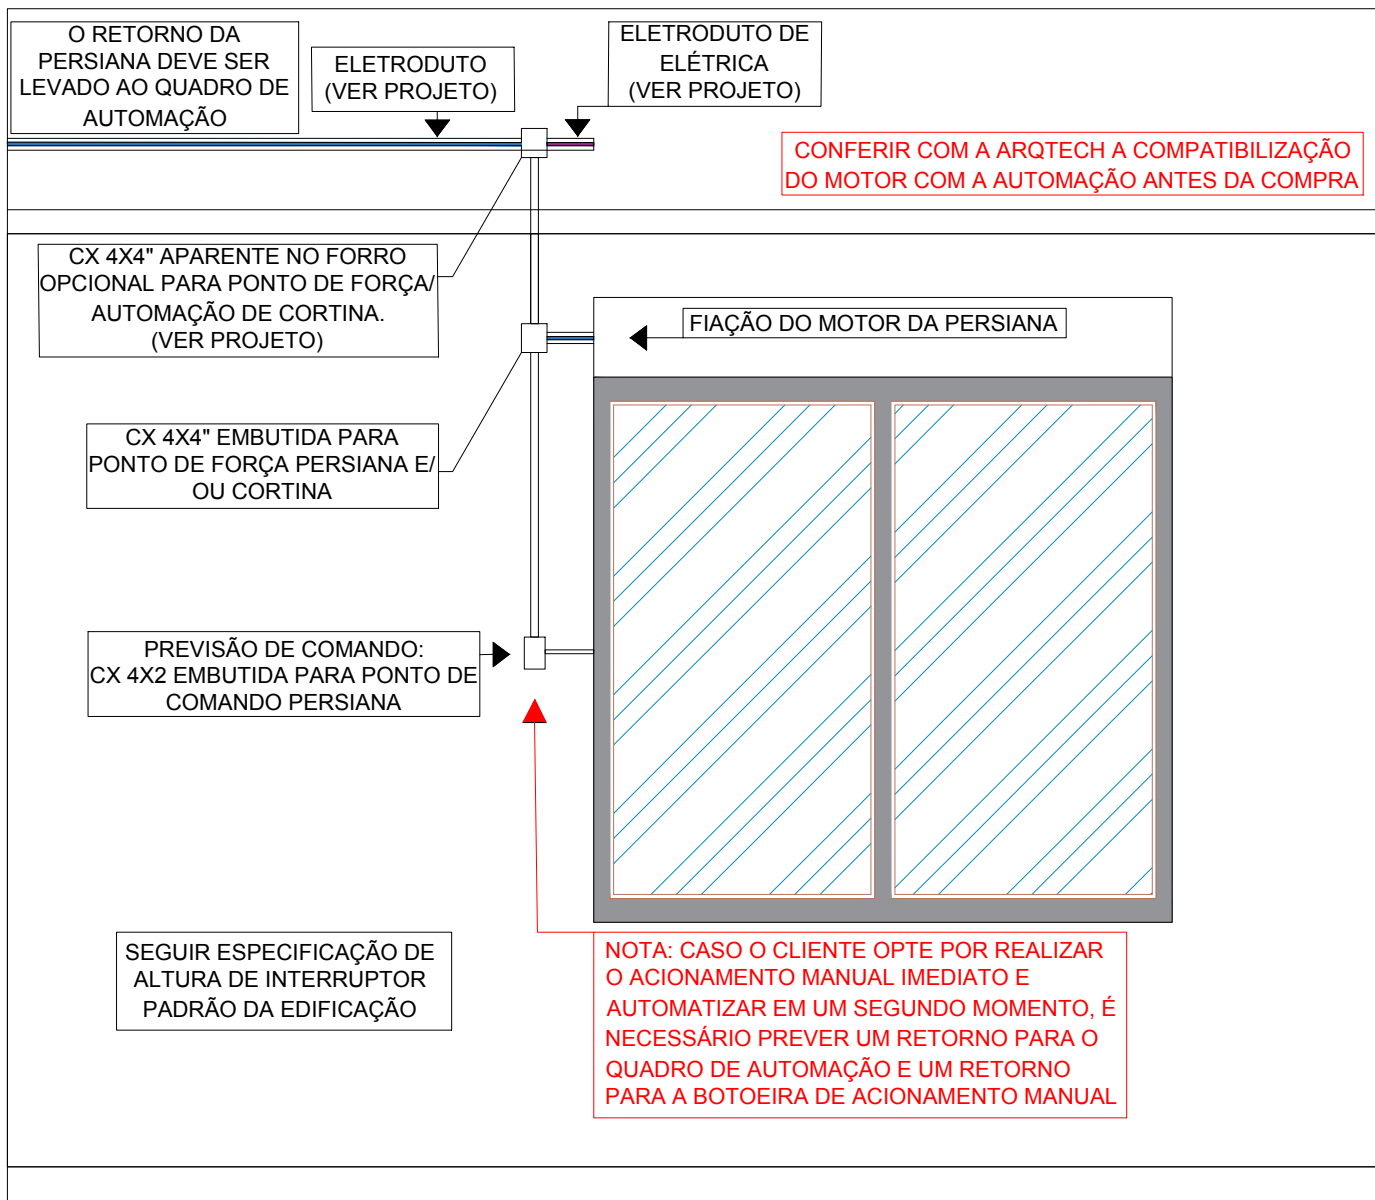 O RETORNO DA
PERSIANA DEVE SER
LEVADO AO QUADRO DE
AUTOMAÇÃO
ELETRODUTO
(VER PROJETO)
ELETRODUTO DE
ELÉTRICA
(VER PROJETO)
CONFERIR COM A ARQTECH A COMPATIBILIZAÇÃO
DO MOTOR COM A AUTOMAÇÃO ANTES DA COMPRA
CX 4X4" APARENTE NO FORRO
OPCIONAL PARA PONTO DE FORÇA/
AUTOMAÇÃO DE CORTINA.
(VER PROJETO)
FIAÇÃO DO MOTOR DA PERSIANA
CX 4X4" EMBUTIDA PARA
PONTO DE FORÇA PERSIANA E/
OU CORTINA
PREVISÃO DE COMANDO:
CX 4X2 EMBUTIDA PARA PONTO DE
COMANDO PERSIANA
SEGUIR ESPECIFICAÇÃO DE
ALTURA DE INTERRUPTOR
PADRÃO DA EDIFICAÇÃO
NOTA: CASO O CLIENTE OPTE POR REALIZAR
O ACIONAMENTO MANUAL IMEDIATO E
AUTOMATIZAR EM UM SEGUNDO MOMENTO, É
NECESSÁRIO PREVER UM RETORNO PARA O
QUADRO DE AUTOMAÇÃO E UM RETORNO
PARA A BOTOEIRA DE ACIONAMENTO MANUAL